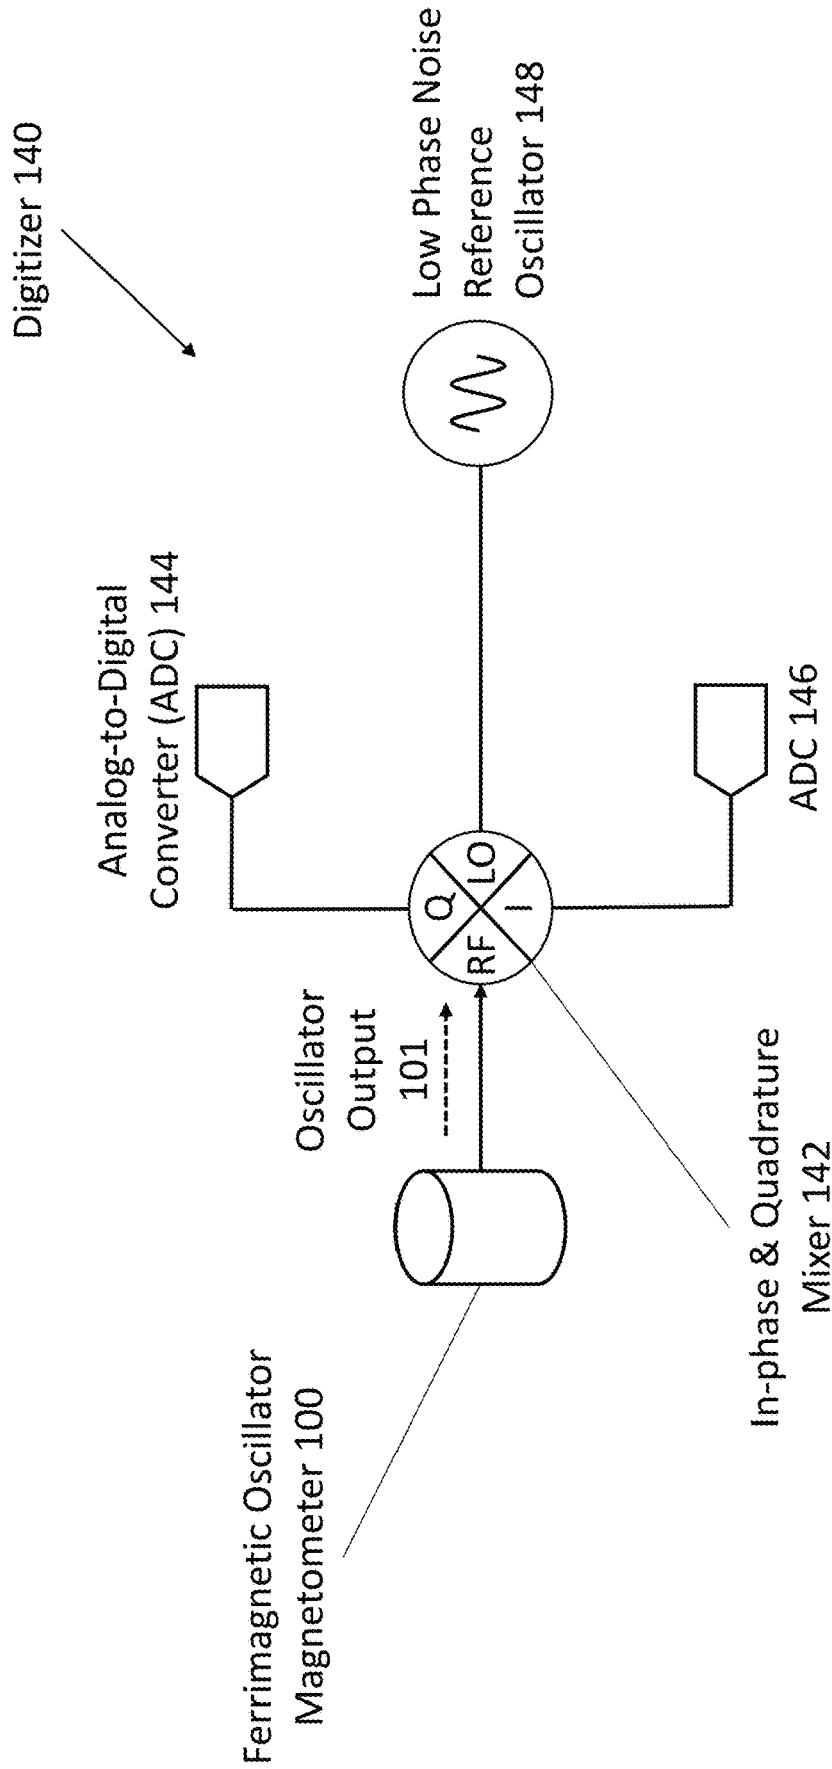 Digitizer 140
Analog-to-Digital
Converter (ADC) 144
Low Phase Noise
Reference
Oscillator 148
Oscillator
Output
101
Q
RF
LO
I
Ferrimagnetic Oscillator
Magnetometer 100
ADC 146
In-phase & Quadrature
Mixer 142